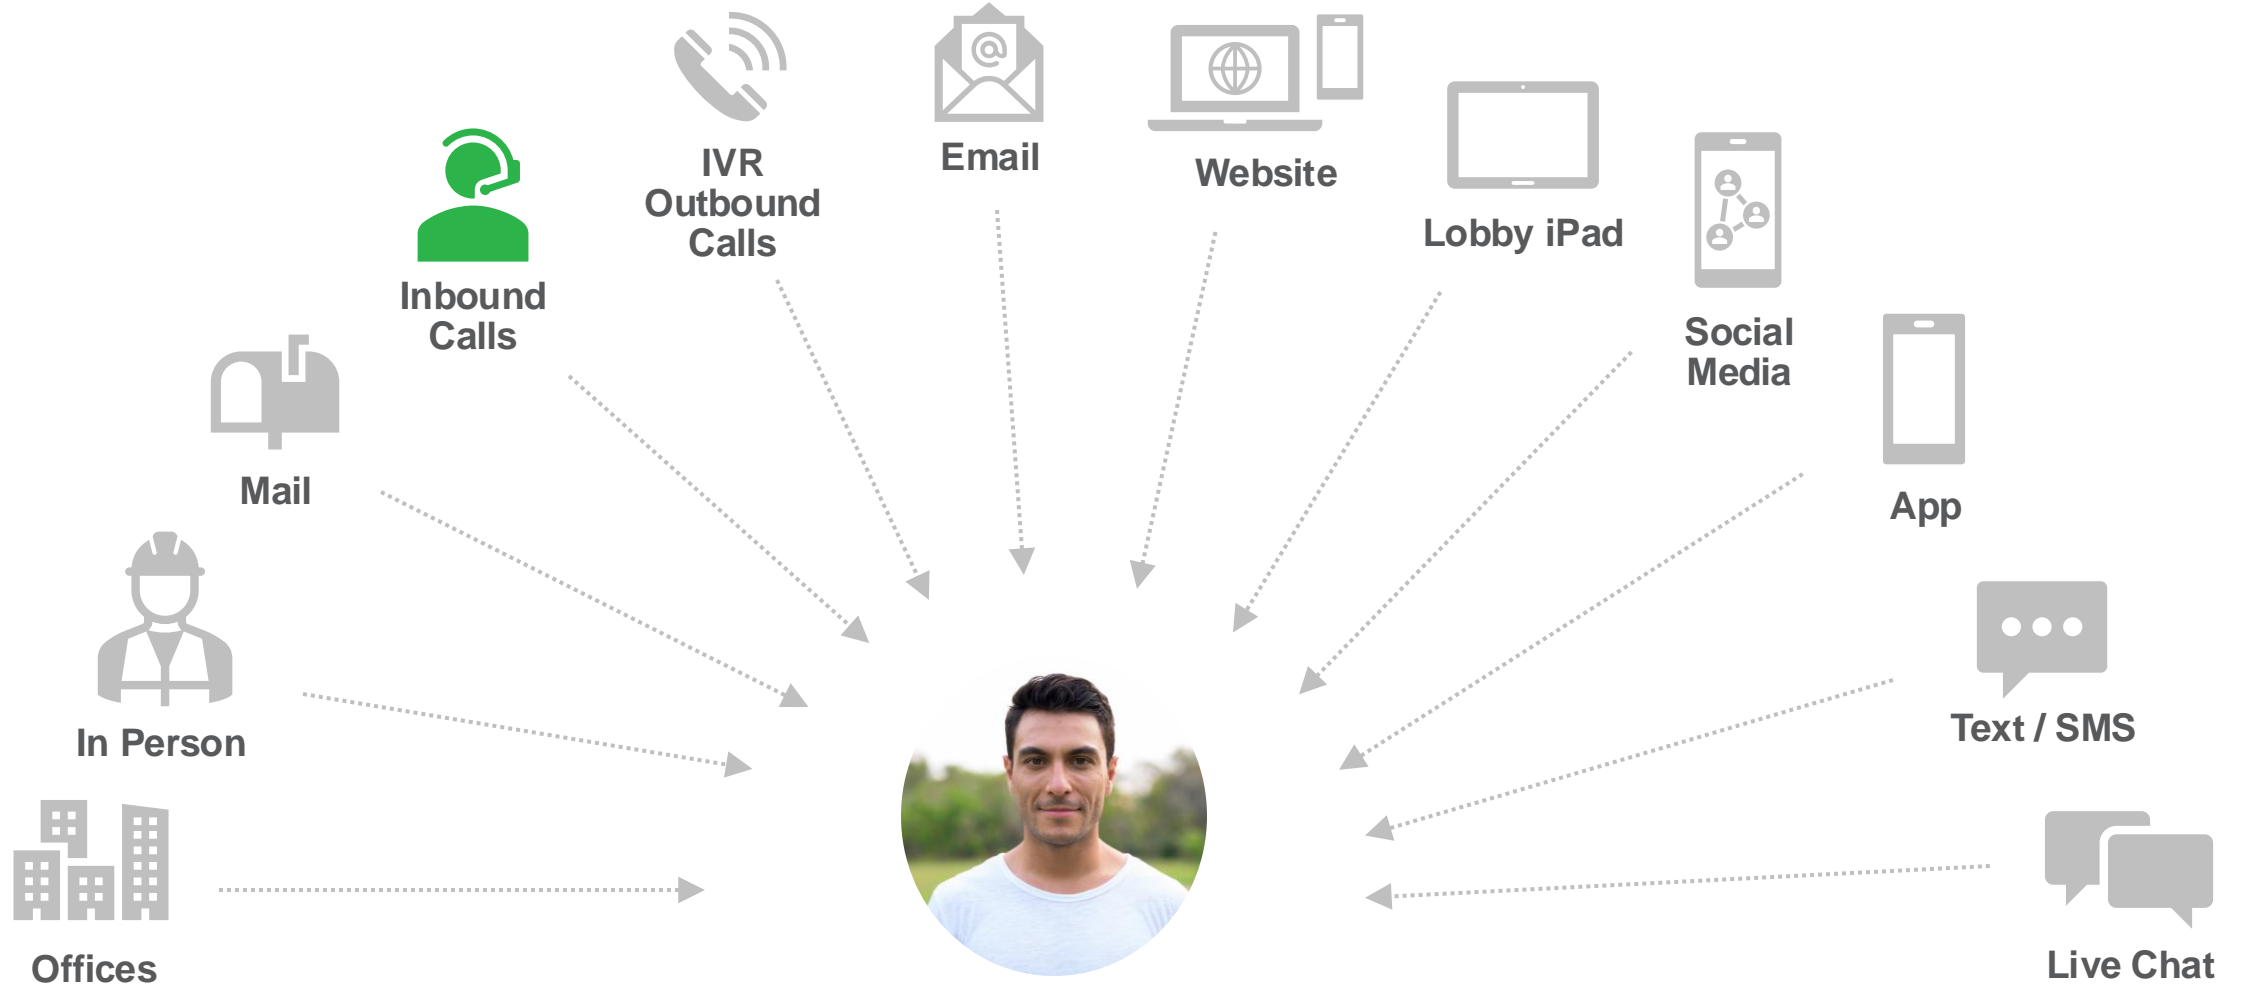 IVR
Outbound
Calls
Email
Website
Lobby iPad
Inbound
Calls
Social
Media
Mail
App
In Person
Text / SMS
Offices
Live Chat